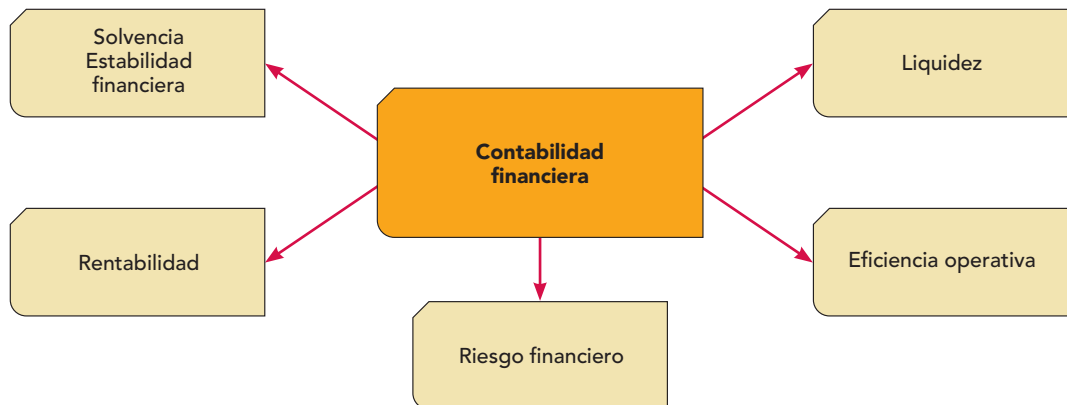 Solvencia
Estabilidad
financiera
Liquidez
Contabilidad
financiera
Rentabilidad
Eficiencia operativa
Riesgo financiero